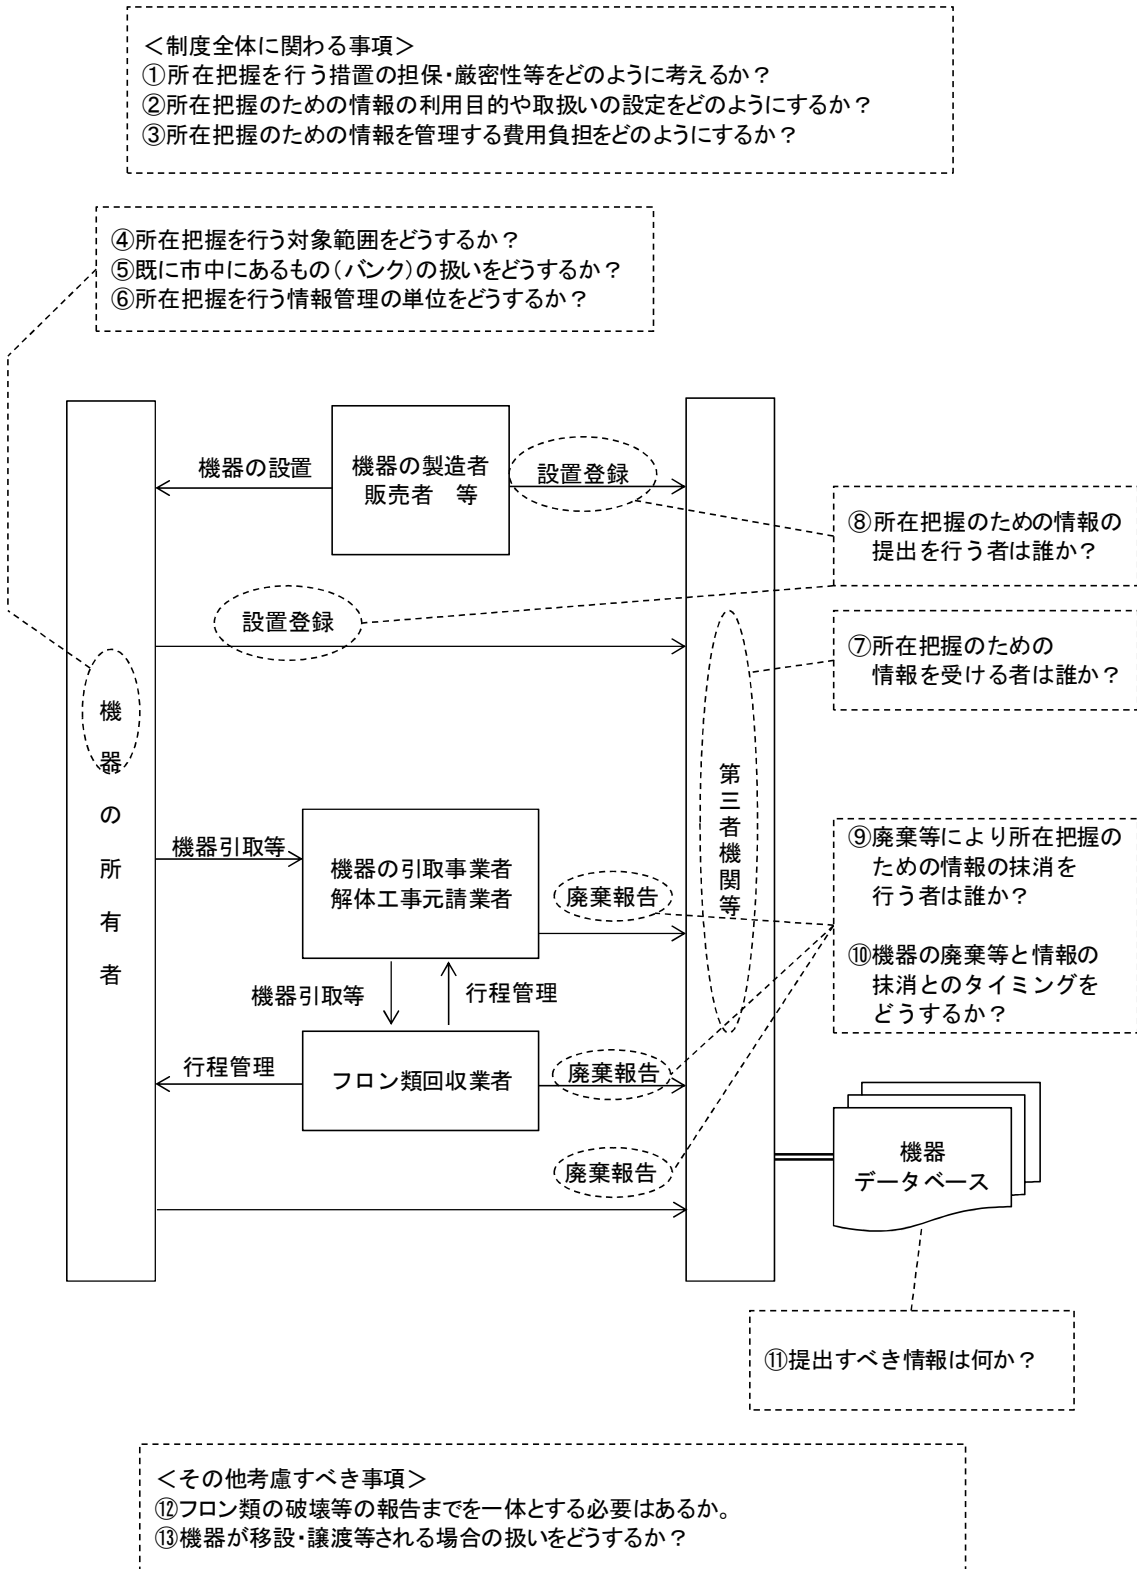 ＜制度全体に関わる事項＞
①所在把握を行う措置の担保・厳密性等をどのように考えるか？
②所在把握のための情報の利用目的や取扱いの設定をどのようにするか？
③所在把握のための情報を管理する費用負担をどのようにするか？
④所在把握を行う対象範囲をどうするか？
⑤既に市中にあるもの（バンク）の扱いをどうするか？
⑥所在把握を行う情報管理の単位をどうするか？
機器の設置
機器の製造者
販売者　等
設置登録
⑧所在把握のための情報の
提出を行う者は誰か？
設置登録
⑦所在把握のための
情報を受ける者は誰か？
機器の所有者
第三者機関等
機器引取等
機器の引取事業者
解体工事元請業者
廃棄報告
⑨廃棄等により所在把握の
ための情報の抹消を
行う者は誰か？
⑩機器の廃棄等と情報の
抹消とのタイミングを
どうするか？
機器引取等
行程管理
行程管理
フロン類回収業者
廃棄報告
廃棄報告
機器
データベース
⑪提出すべき情報は何か？
＜その他考慮すべき事項＞
⑫フロン類の破壊等の報告までを一体とする必要はあるか。
⑬機器が移設・譲渡等される場合の扱いをどうするか？